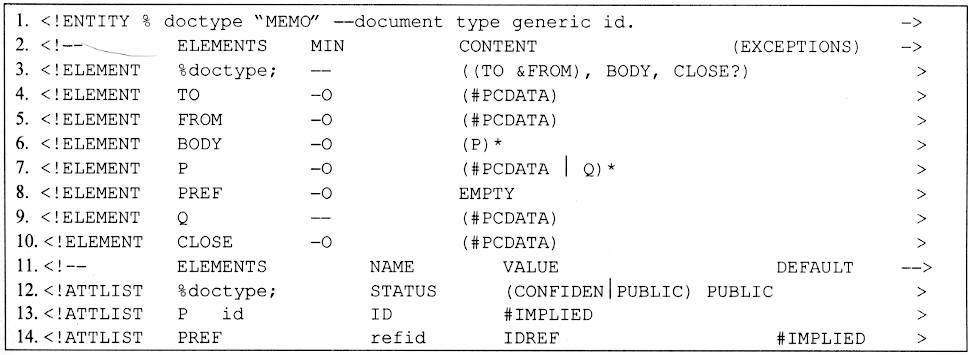 1. <!ENTITY % doctype “MEMO” —document type generic id. —>
2. <!—— ELEMENTS MIN CONTENT (EXCEPTIONS) —>
3. <!ELEMENT %doctype; —— ((TO &FROM), BODY, CLOSE?) >
4. <!ELEMENT TO —O (#PCDATA) >
5. <!ELEMENT FROM —O (#PCDATA) >
6. <!ELEMENT BODY —O (P)* >
7. <!ELEMENT P —O (#PCDATA | Q)* >
8. <!ELEMENT PREF —O EMPTY >
9. <!ELEMENT Q —— (#PCDATA) >
10. <!ELEMENT CLOSE —O (#PCDATA) >
11. <!—— ELEMENTS NAME VALUE DEFAULT ——>
12. <!ATTLIST %doctype; STATUS (CONFIDEN|PUBLIC) PUBLIC >
13. <!ATTLIST P id ID #IMPLIED >
14. <!ATTLIST PREF refid IDREF #IMPLIED >